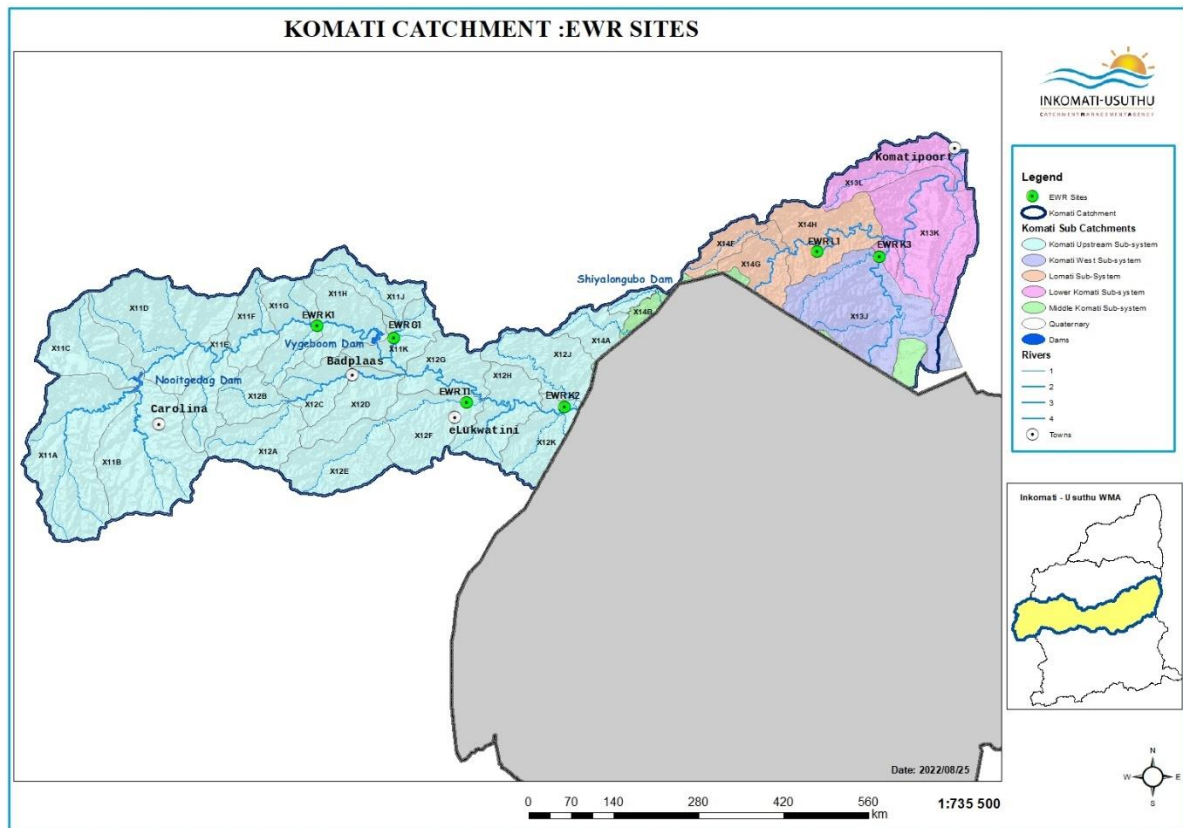 KOMATI CATCHMENT :EWR SITES
INKOMATI-USUTHU
CATCHMENT MANAGEMENT AGENCY
Komatipoort
X13L
X14H
X13K
X14F
EWR L1
EWR K3
X14G
Shiyalongubo Dam
X11H
X11J
X11D
X11G
X14B
X13J
X11F
EWR K1
EWR G1
X11C
X11E
Vygeboom Dam
X11K
X14A
X12J
Badplaas
X12G
Nooitgedag Dam
X12H
X12B
EWR T1
EWR K2
Carolina
X12C
X12D
eLukwatini
X12F
X12K
X11A
X11B
X12A
X12E
Legend
EWR Sites
Komati Catchment
Komati Sub Catchments
Komati Upstream Sub-system
Komati West Sub-system
Lomati Sub-System
Lower Komati Sub-system
Middle Komati Sub-system
Quaternary
Dams
Rivers
1
2
3
4
Towns
Inkomati - Usuthu WMA
Date: 2022/08/25
N
W E
S
0 70 140 280 420 560
km
1:735 500